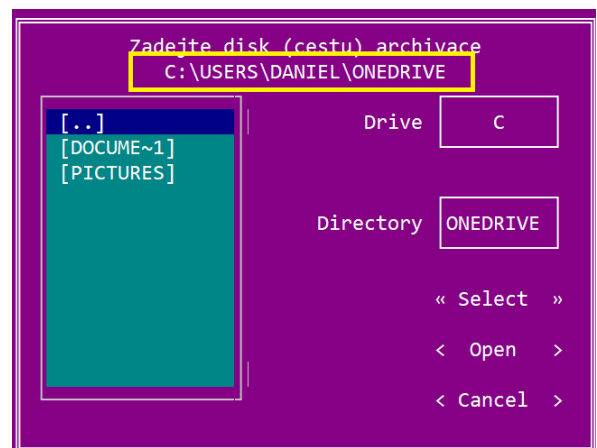 Zadejte disk (cestu) archivace
C:\USERS\DANIEL\ONEDRIVE
[..]
[DOCUME~1]
[PICTURES]
Drive C
Directory ONEDRIVE
« Select »
< Open >
< Cancel >